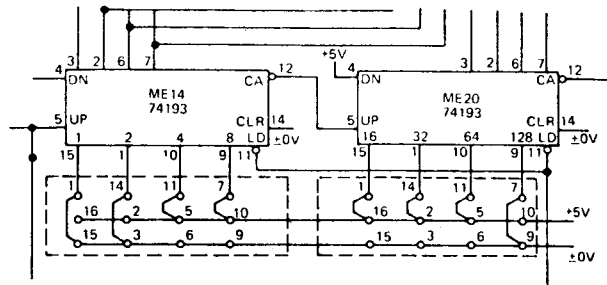 3 2 6 7 3 2 6 7
4 DN CA 12 +5V 4 DN CA 12
ME14 ME20
74193 74193
5 UP CLR 14 5 UP CLR 14
±0V ±0V
1 2 4 8 LD 16 32 64 128 LD
15 1 10 9 11 15 1 10 9 11
1 14 11 7 1 14 11 7
16 2 5 10 16 2 5 10 +5V
15 3 6 9 15 3 6 9 ±0V